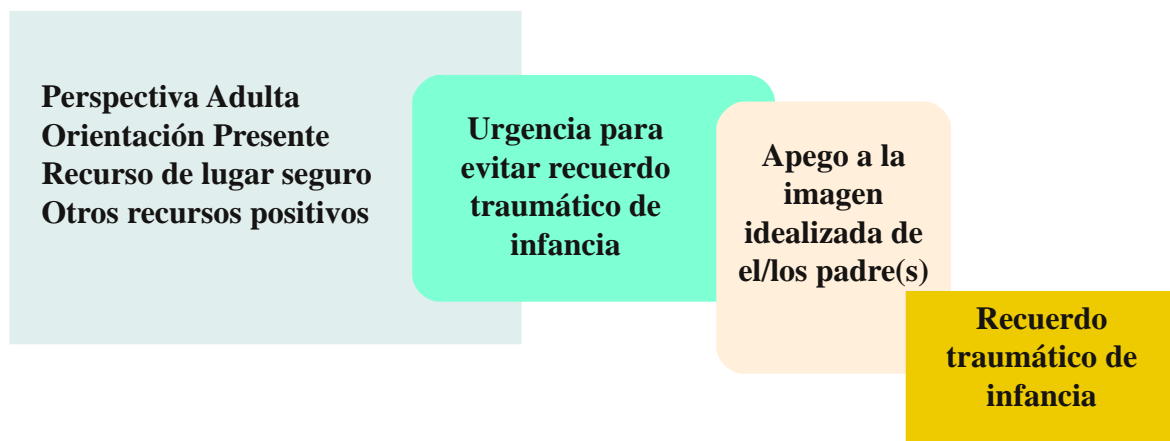 Perspectiva Adulta
Orientación Presente
Recurso de lugar seguro
Otros recursos positivos
Urgencia para
evitar recuerdo
traumático de
infancia
Apego a la
imagen
idealizada de
el/los padre(s)
Recuerdo
traumático de
infancia